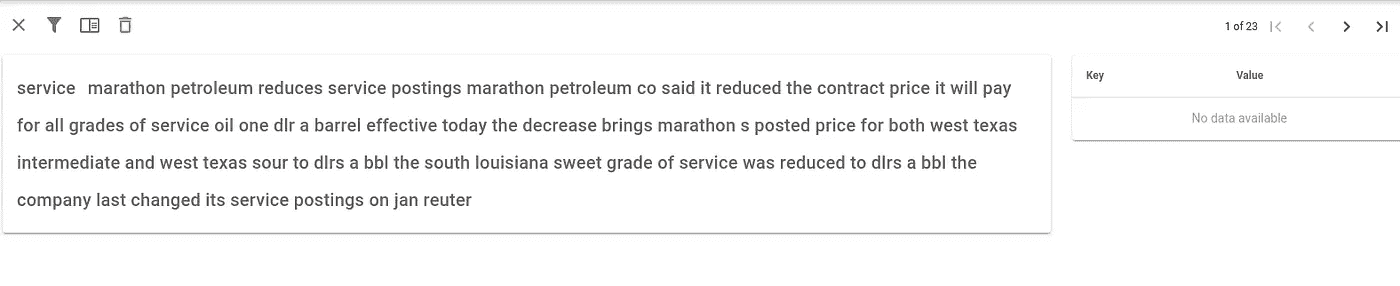 1 of 23
service marathon petroleum reduces service postings marathon petroleum co said it reduced the contract price it will pay
for all grades of service oil one dlr a barrel effective today the decrease brings marathon s posted price for both west texas
intermediate and west texas sour to dlrs a bbl the south louisiana sweet grade of service was reduced to dlrs a bbl the
company last changed its service postings on jan reuter
Key Value
No data available